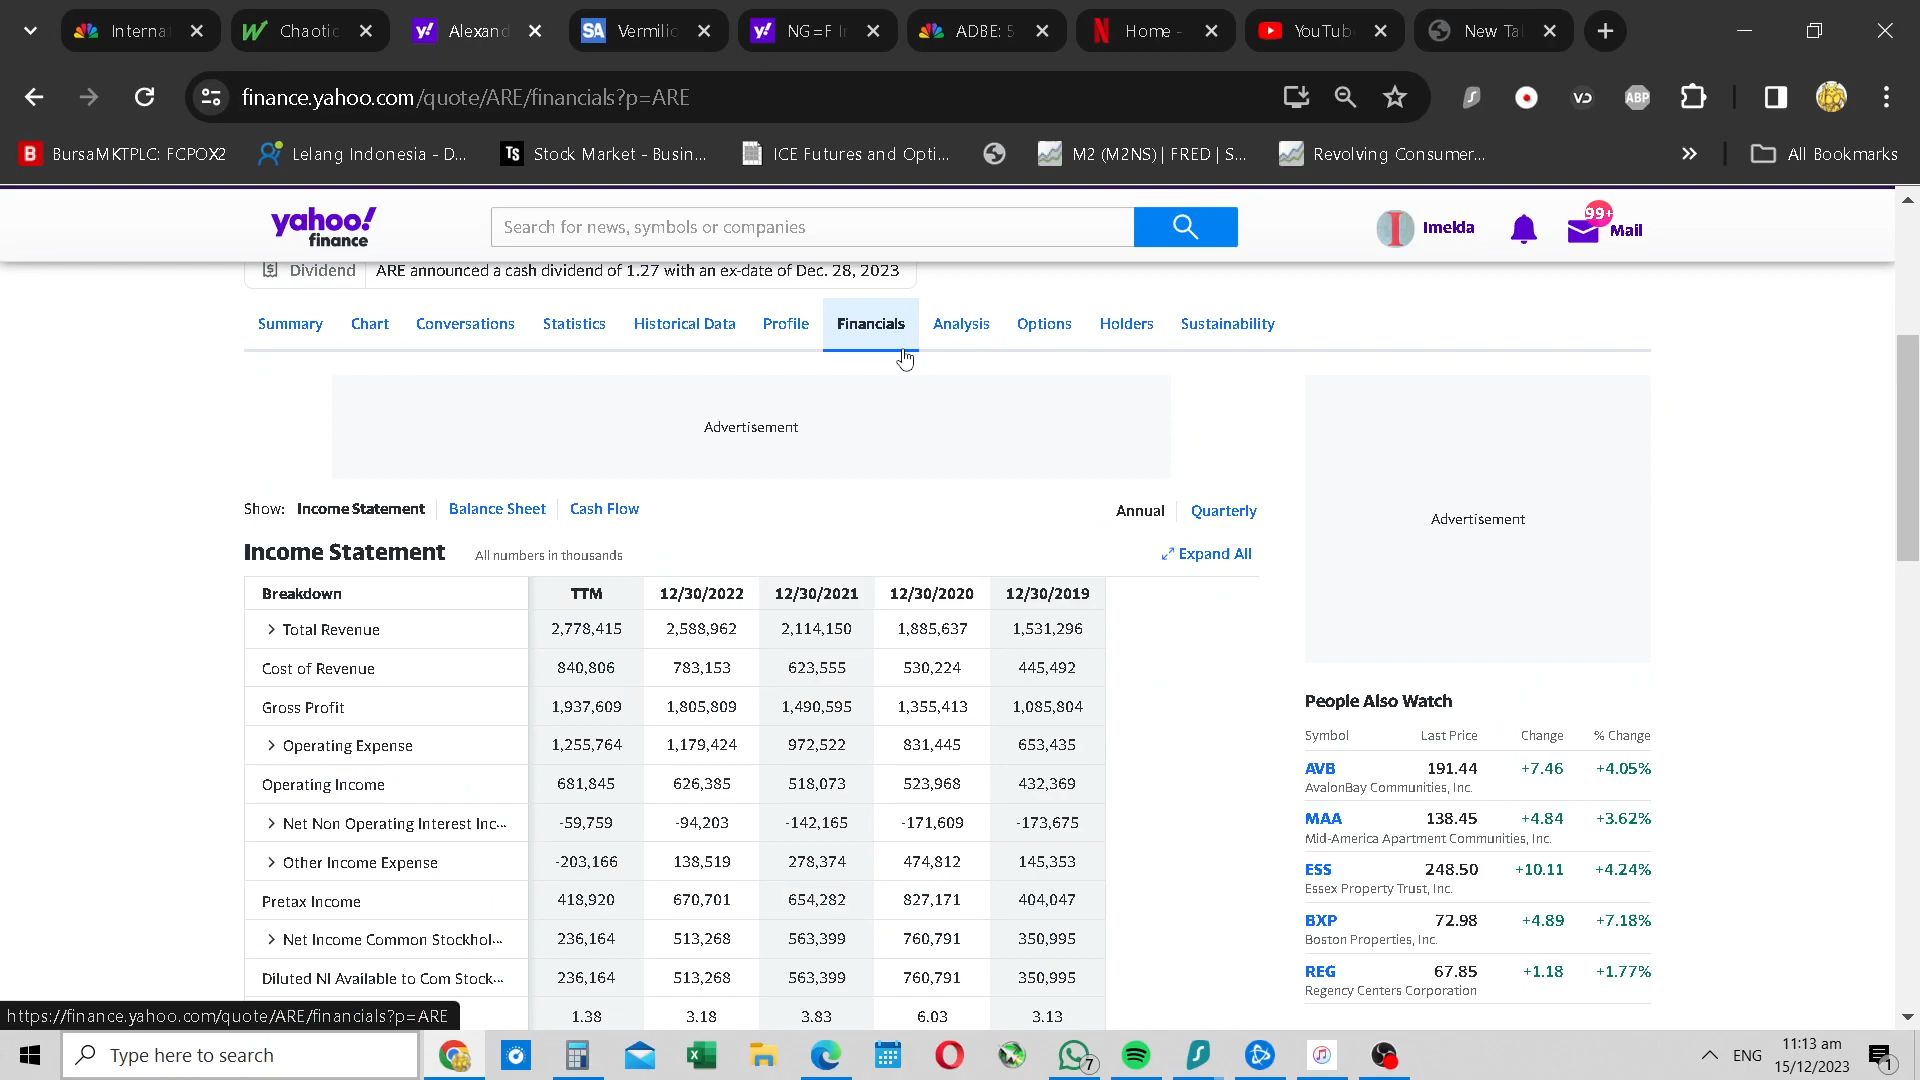 Interna
Chaotic
Alexand
SA Vermilic
NG=F Ir
ADBE: 5
Home -
YouTub
New Ta
finance.yahoo.com/quote/ARE/financials?p=ARE
VD
ABP
B BursaMKTPLC: FCPOX2
Lelang Indonesia - D...
Ts Stock Market - Busin...
ICE Futures and Opti...
M2 (M2NS) | FRED | S...
Revolving Consumer...
All Bookmarks
yahoo!
finance
Search for news, symbols or companies
I Imelda
99+
Mail
Dividend ARE announced a cash dividend of 1.27 with an ex-date of Dec. 28, 2023
Summary Chart Conversations Statistics Historical Data Profile Financials Analysis Options Holders Sustainability
Advertisement
Advertisement
Show: Income Statement Balance Sheet Cash Flow
Annual Quarterly
Income Statement All numbers in thousands
Expand All
Breakdown TTM 12/30/2022 12/30/2021 12/30/2020 12/30/2019
Total Revenue 2,778,415 2,588,962 2,114,150 1,885,637 1,531,296
Cost of Revenue 840,806 783,153 623,555 530,224 445,492
Gross Profit 1,937,609 1,805,809 1,490,595 1,355,413 1,085,804
Operating Expense 1,255,764 1,179,424 972,522 831,445 653,435
Operating Income 681,845 626,385 518,073 523,968 432,369
Net Non Operating Interest Inc... -59,759 -94,203 -142,165 -171,609 -173,675
Other Income Expense -203,166 138,519 278,374 474,812 145,353
Pretax Income 418,920 670,701 654,282 827,171 404,047
Net Income Common Stockhol... 236,164 513,268 563,399 760,791 350,995
Diluted NI Available to Com Stock... 236,164 513,268 563,399 760,791 350,995
1.38 3.18 3.83 6.03 3.13
People Also Watch
Symbol Last Price Change % Change
AVB 191.44 +7.46 +4.05%
AvalonBay Communities, Inc.
MAA 138.45 +4.84 +3.62%
Mid-America Apartment Communities, Inc.
ESS 248.50 +10.11 +4.24%
Essex Property Trust, Inc.
BXP 72.98 +4.89 +7.18%
Boston Properties, Inc.
REG 67.85 +1.18 +1.77%
Regency Centers Corporation
https://finance.yahoo.com/quote/ARE/financials?p=ARE
Type here to search
7
ENG
11:13 am
15/12/2023
1